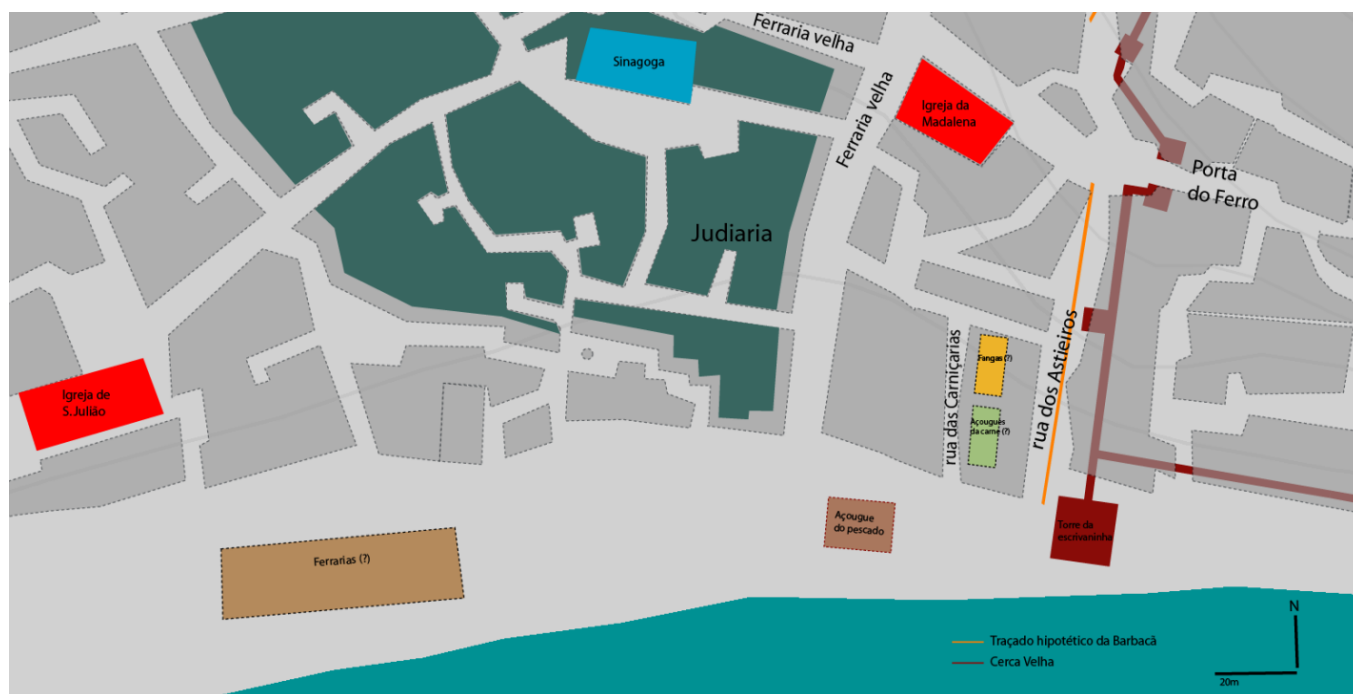 Ferraria velha
Sinagoga
Ferraria velha
Igreja da
Madalena
Porta
do Ferro
Judiaria
rua das Carniçarias
Fangas (?)
Açougues
da carne (?)
rua dos Astieiros
Igreja de
S. Julião
Açougue
do pescado
Torre da
escrivaninha
Ferrarias (?)
N
Traçado hipotético da Barbacã
Cerca Velha
20m